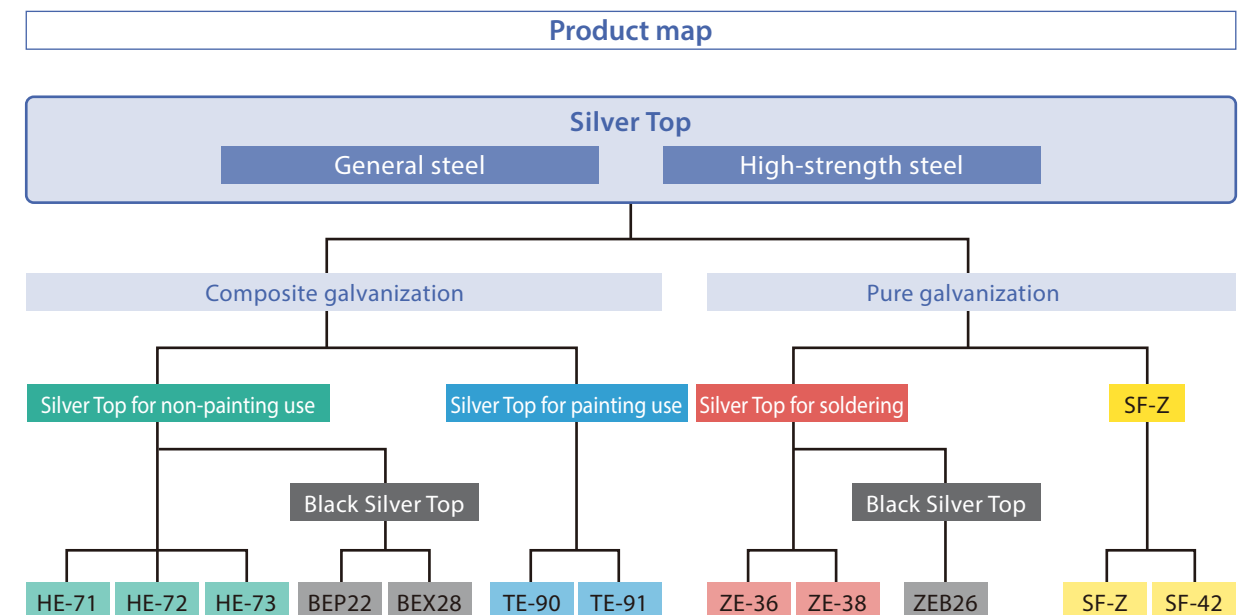 Product map
Silver Top
General steel
High-strength steel
Composite galvanization
Pure galvanization
Silver Top for non-painting use
Silver Top for painting use
Silver Top for soldering
SF-Z
Black Silver Top
Black Silver Top
HE-71
HE-72
HE-73
BEP22
BEX28
TE-90
TE-91
ZE-36
ZE-38
ZEB26
SF-Z
SF-42